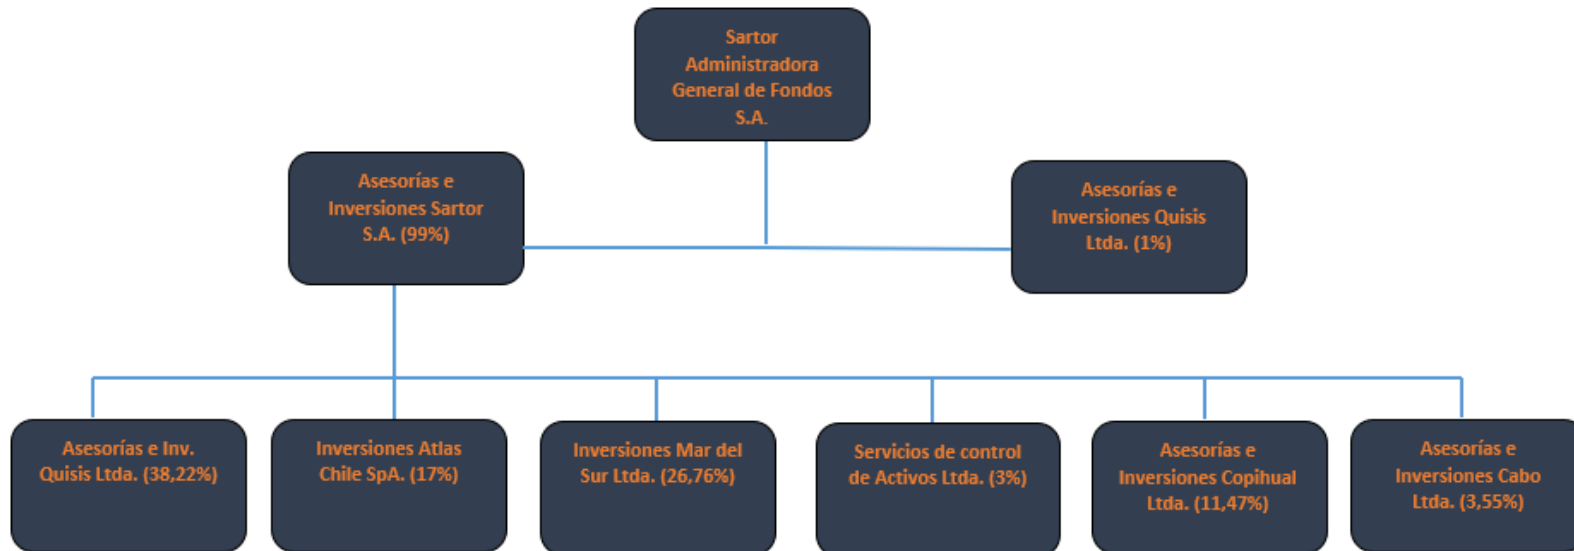 Sartor
Administradora
General de Fondos
S.A.
Asesorías e
Inversiones Sartor
S.A. (99%)
Asesorías e
Inversiones Quisis
Ltda. (1%)
Asesorías e Inv.
Quisis Ltda. (38,22%)
Inversiones Atlas
Chile SpA. (17%)
Inversiones Mar del
Sur Ltda. (26,76%)
Servicios de control
de Activos Ltda. (3%)
Asesorías e
Inversiones Copihual
Ltda. (11,47%)
Asesorías e
Inversiones Cabo
Ltda. (3,55%)